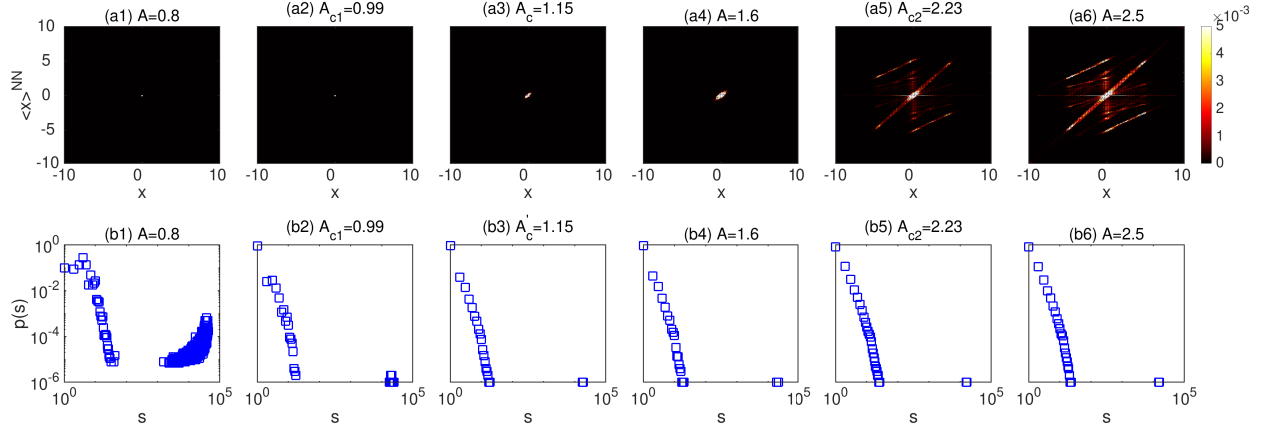 (a1) A=0.8
(a2) A_c1=0.99
(a3) A_c=1.15
(a4) A=1.6
(a5) A_c2=2.23
(a6) A=2.5
×10^-3
10
5
0
-5
-10
<x>^NN
-10 0 10
-10 0 10
-10 0 10
-10 0 10
-10 0 10
-10 0 10
x
x
x
x
x
x
5
4
3
2
1
0
(b1) A=0.8
(b2) A_c1=0.99
(b3) A_c'=1.15
(b4) A=1.6
(b5) A_c2=2.23
(b6) A=2.5
10^0
10^-2
10^-4
10^-6
p(s)
10^0 10^5
10^0 10^5
10^0 10^5
10^0 10^5
10^0 10^5
10^0 10^5
s
s
s
s
s
s